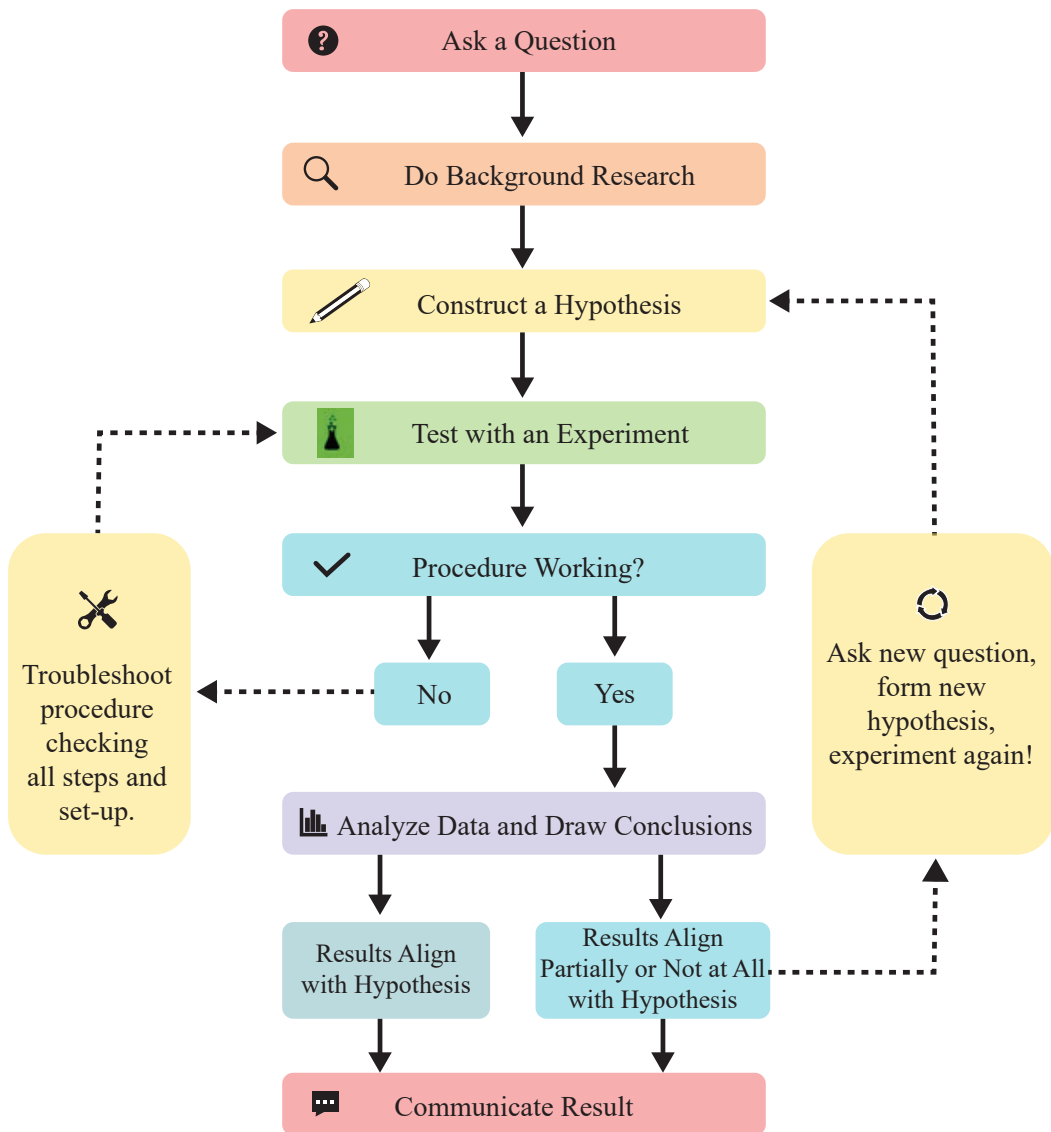 Ask a Question
Do Background Research
Construct a Hypothesis
Test with an Experiment
Procedure Working?
No
Yes
Troubleshoot
procedure
checking
all steps and
set-up.
Ask new question,
form new
hypothesis,
experiment again!
Analyze Data and Draw Conclusions
Results Align
with Hypothesis
Results Align
Partially or Not at All
with Hypothesis
Communicate Result